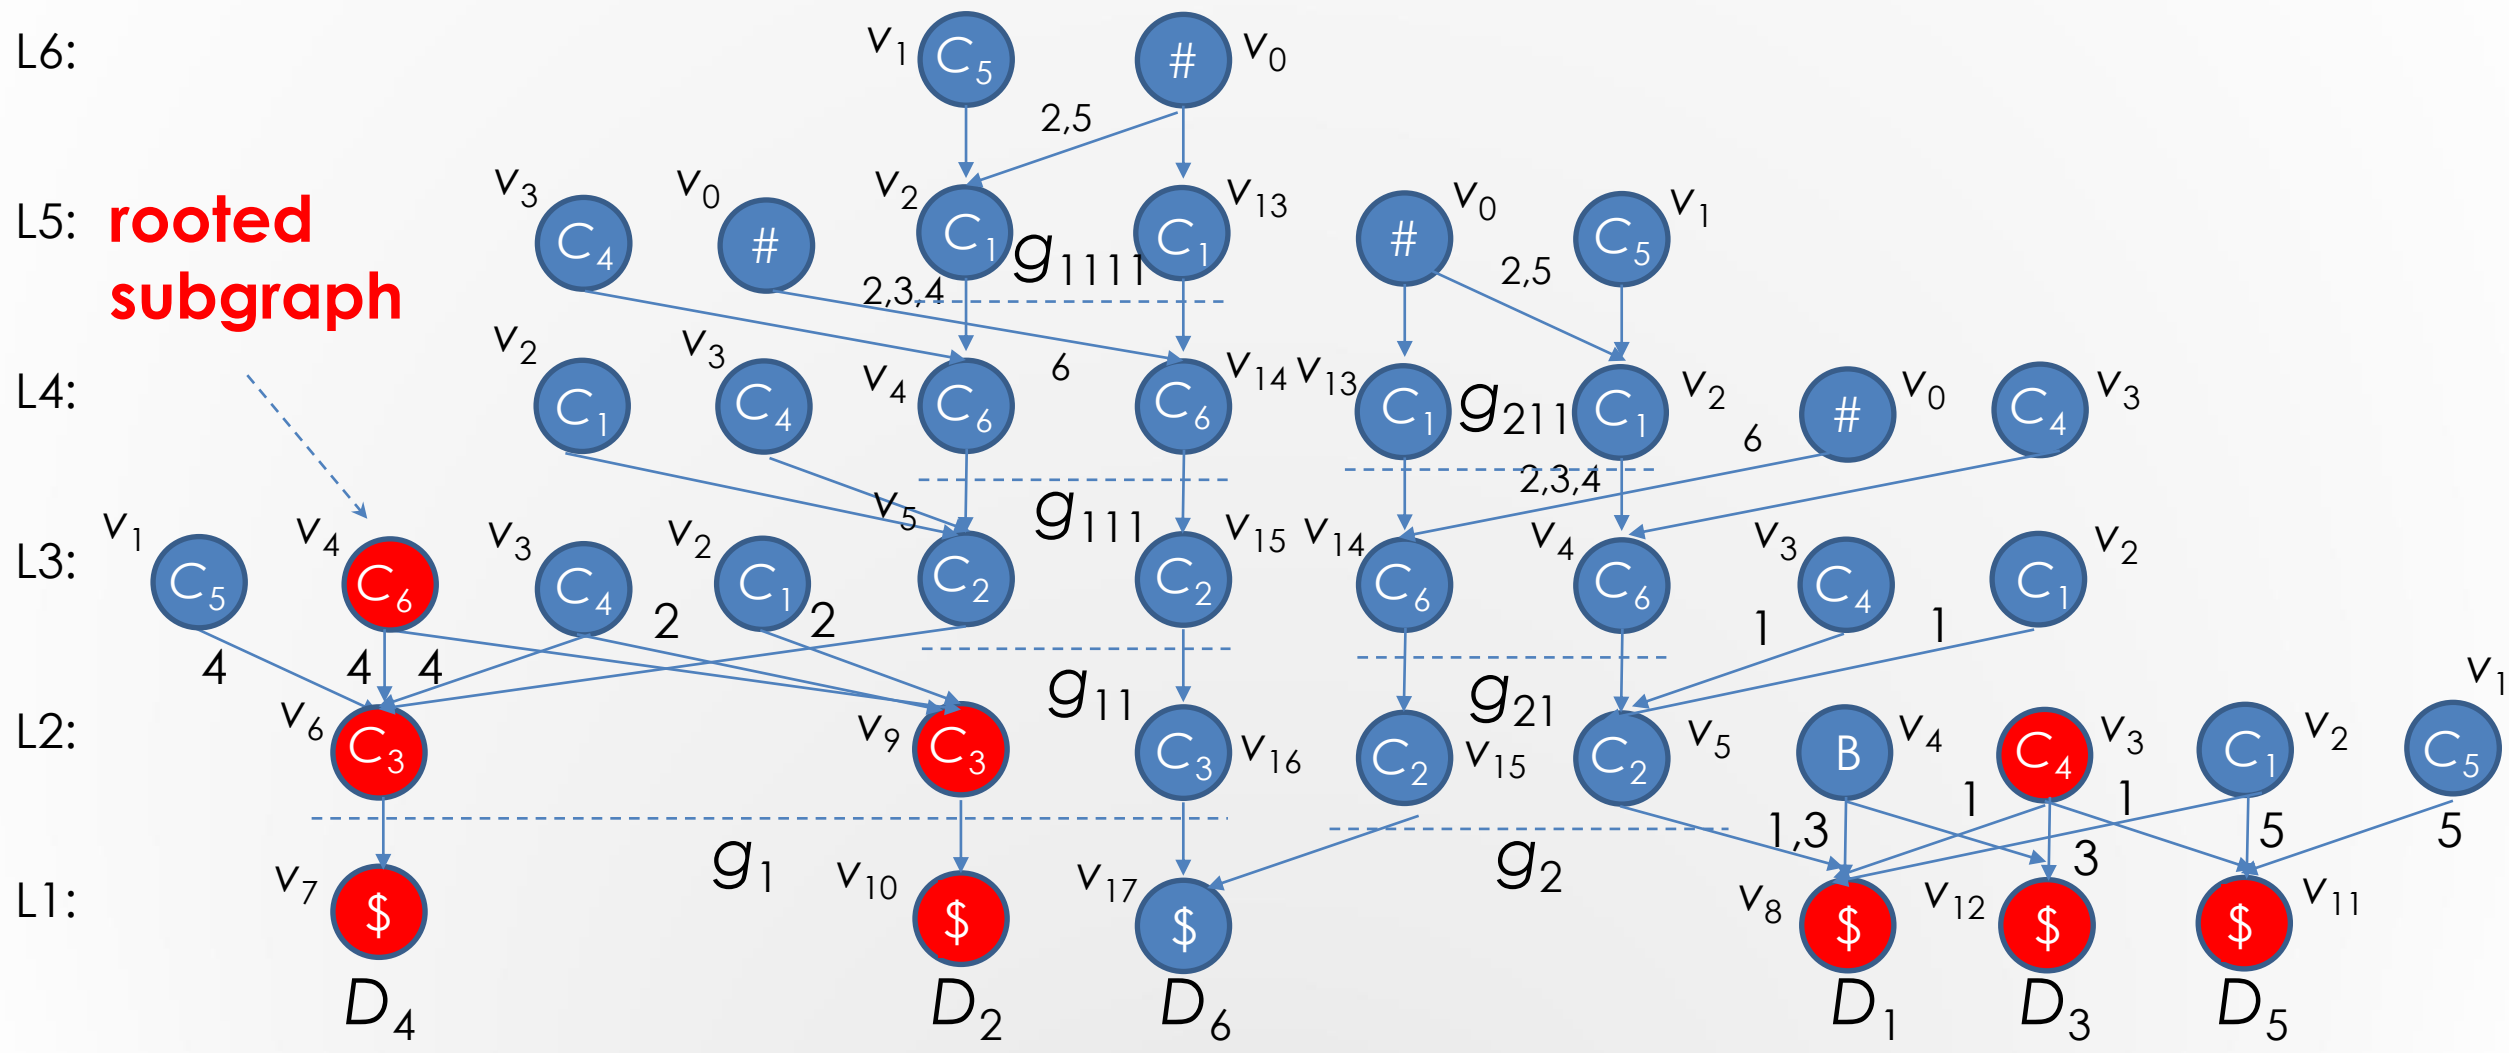 L6: v1 C5 # v0
2,5
L5: rooted subgraph v3 C4 v0 # v2 C1 g1111 C1 v13 # v0 C5 v1
2,5
2,3,4
6
L4: v2 C1 v3 C4 v4 C6 C6 v14 v13 C1 g211 C1 v2 # v0 C4 v3
6
2,3,4
g111
L3: v1 C5 v4 C6 v3 C4 v2 C1 v5 C2 C2 v15 v14 C6 v4 C6 v3 C4 C1 v2
2 2 1 1
4 4 4
g11 g21
L2: v6 C3 v9 C3 C3 v16 C2 v15 C2 v5 B v4 C4 v3 C1 v2 C5 v1
1 1
1,3 3 5 5
g1 g2
L1: v7 $ v10 $ v17 $ v8 $ v12 $ $ v11
D4 D2 D6 D1 D3 D5